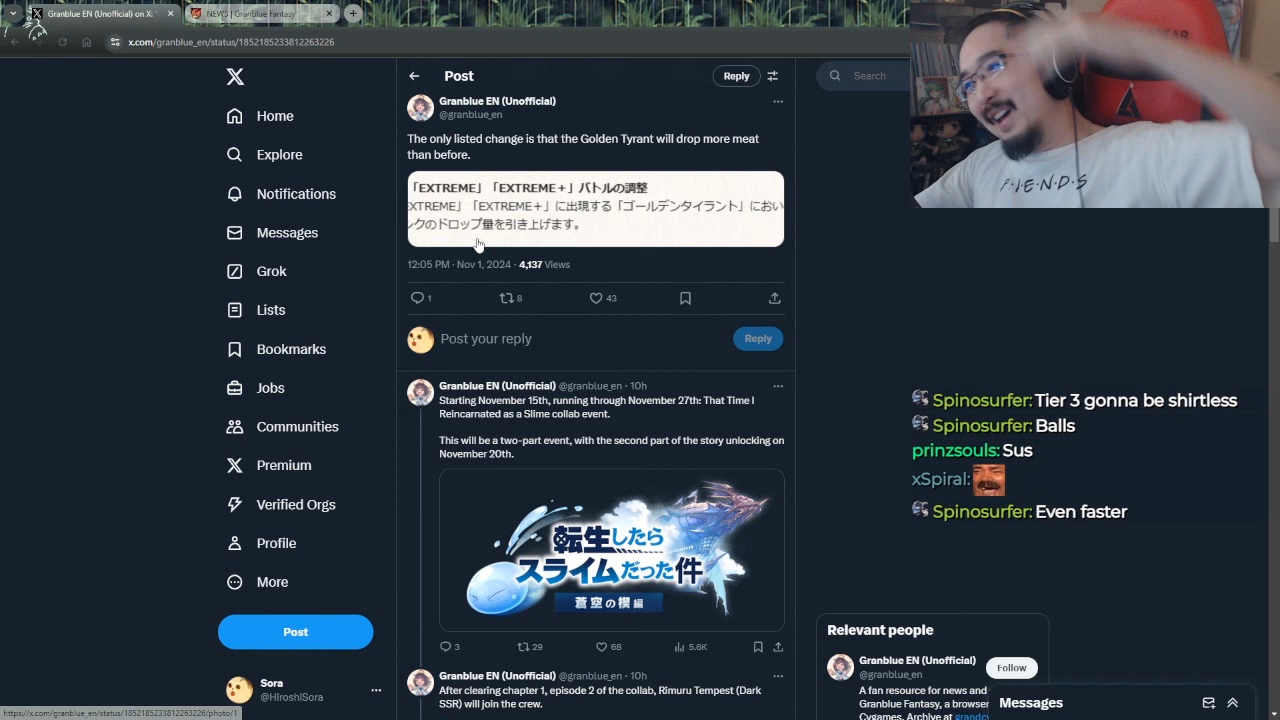 Granblue EN (Unofficial) on X: "
NEWS | Granblue Fantasy
x.com/granblue_en/status/1852185233812263226
Home
Explore
Notifications
Messages
Grok
Lists
Bookmarks
Jobs
Communities
Premium
Verified Orgs
Profile
More
Post
Sora
@HIroshISora
https://x.com/granblue_en/status/1852185233812263226/photo/1
Post
Reply
Granblue EN (Unofficial)
@granblue_en
The only listed change is that the Golden Tyrant will drop more meat
than before.
「EXTREME」「EXTREME+」バトルの調整
EXTREME」「EXTREME+」に出現する「ゴールデンタイラント」におい
クのドロップ量を引き上げます。
12:05 PM · Nov 1, 2024 · 4,137 Views
1
8
43
Post your reply
Reply
Granblue EN (Unofficial) @granblue_en · 10h
Starting November 15th, running through November 27th: That Time I
Reincarnated as a Slime collab event.
This will be a two-part event, with the second part of the story unlocking on
November 20th.
転生したら
スライムだった件
蒼空の楔編
3
29
68
5.6K
Granblue EN (Unofficial) @granblue_en · 10h
After clearing chapter 1, episode 2 of the collab, Rimuru Tempest (Dark
SSR) will join the crew.
Search
F·R·I·E·N·D·S
Spinosurfer: Tier 3 gonna be shirtless
Spinosurfer: Balls
prinzsouls: Sus
xSpiral:
Spinosurfer: Even faster
Relevant people
Granblue EN (Unofficial)
@granblue_en
Follow
A fan resource for news and
Granblue Fantasy, a browser
Cygames. Archive at grandcy
Messages